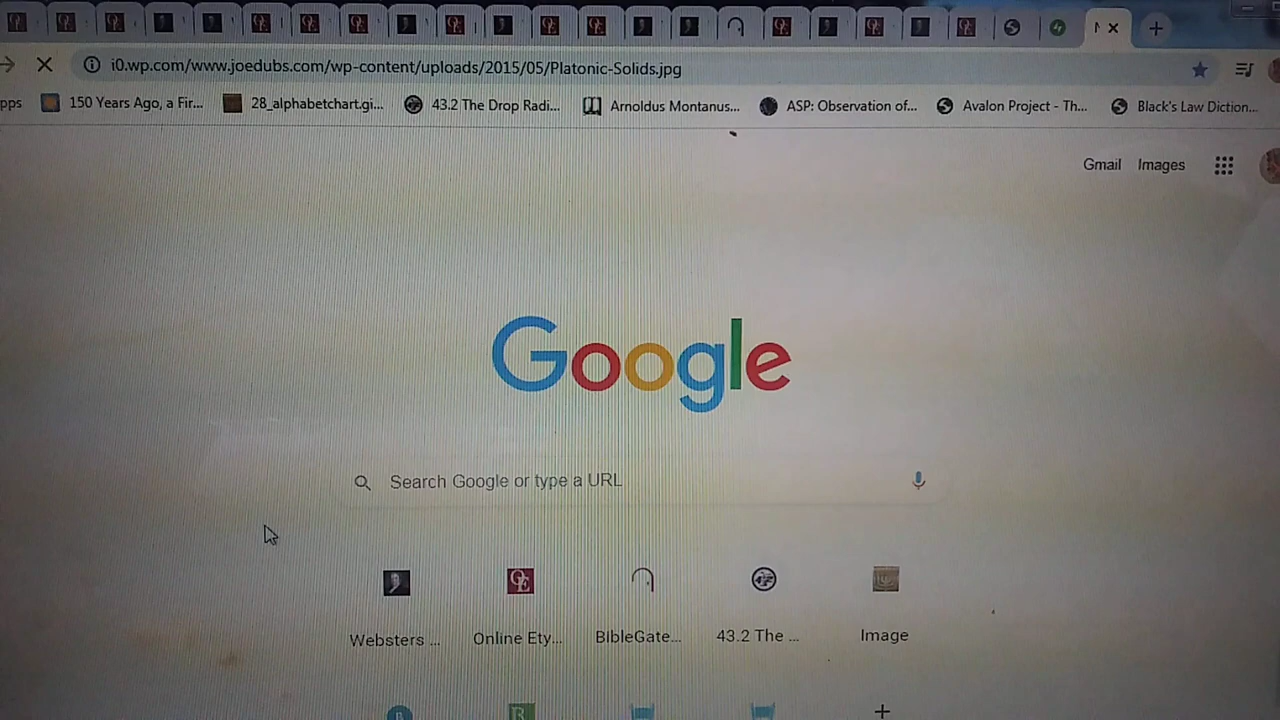 i0.wp.com/www.joedubs.com/wp-content/uploads/2015/05/Platonic-Solids.jpg
pps 150 Years Ago, a Fir... 28_alphabetchart.gi... 43.2 The Drop Radi... Arnoldus Montanus... ASP: Observation of... Avalon Project - Th... Black's Law Diction...
Gmail Images
Google
Search Google or type a URL
Websters ... Online Ety... BibleGate... 43.2 The ... Image